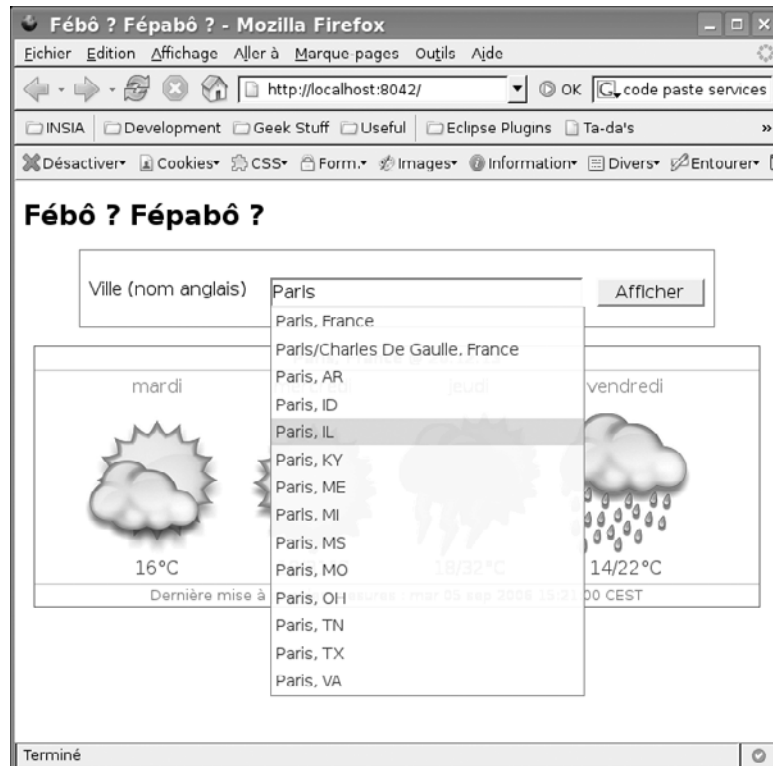 Fébô ? Fépabô ? - Mozilla Firefox
Fichier Edition Affichage Aller à Marque-pages Outils Aide
http://localhost:8042/ OK G code paste services
INSIA Development Geek Stuff Useful Eclipse Plugins Ta-da's »
Désactiver Cookies CSS Form. Images Information Divers Entourer
Fébô ? Fépabô ?
Ville (nom anglais) Paris Afficher
Paris, France
Paris/Charles De Gaulle, France
Paris, AR
mardi jeudi vendredi
Paris, ID
Paris, IL
Paris, KY
Paris, ME
Paris, MI
Paris, MS
Paris, MO
16°C 18/32°C 14/22°C
Paris, OH
Dernière mise à mar 05 sep 2006 15:21:00 CEST
Paris, TN
Paris, TX
Paris, VA
Terminé